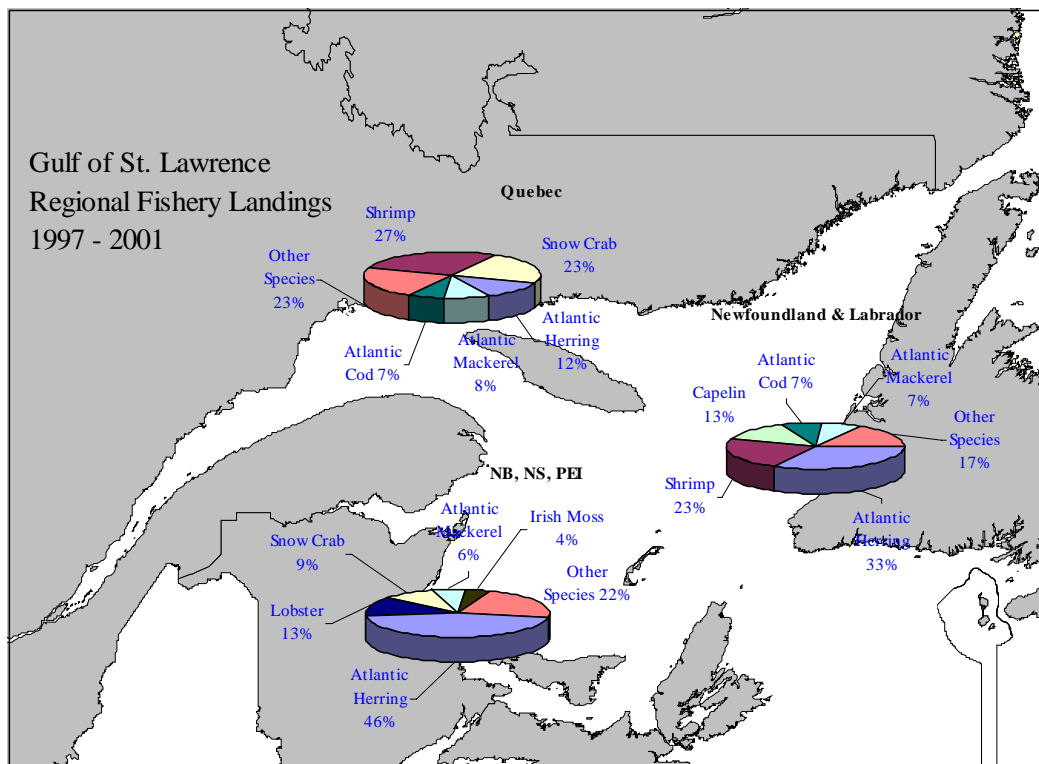 Gulf of St. Lawrence
Regional Fishery Landings
1997 - 2001
Quebec
Shrimp
27%
Snow Crab
23%
Other
Species
23%
Atlantic
Cod 7%
Atlantic
Mackerel
8%
Atlantic
Herring
12%
Newfoundland & Labrador
Atlantic
Cod 7%
Atlantic
Mackerel
7%
Capelin
13%
Other
Species
17%
Shrimp
23%
Atlantic
Herring
33%
NB, NS, PEI
Atlantic
Mackerel
6%
Irish Moss
4%
Snow Crab
9%
Other
Species 22%
Lobster
13%
Atlantic
Herring
46%